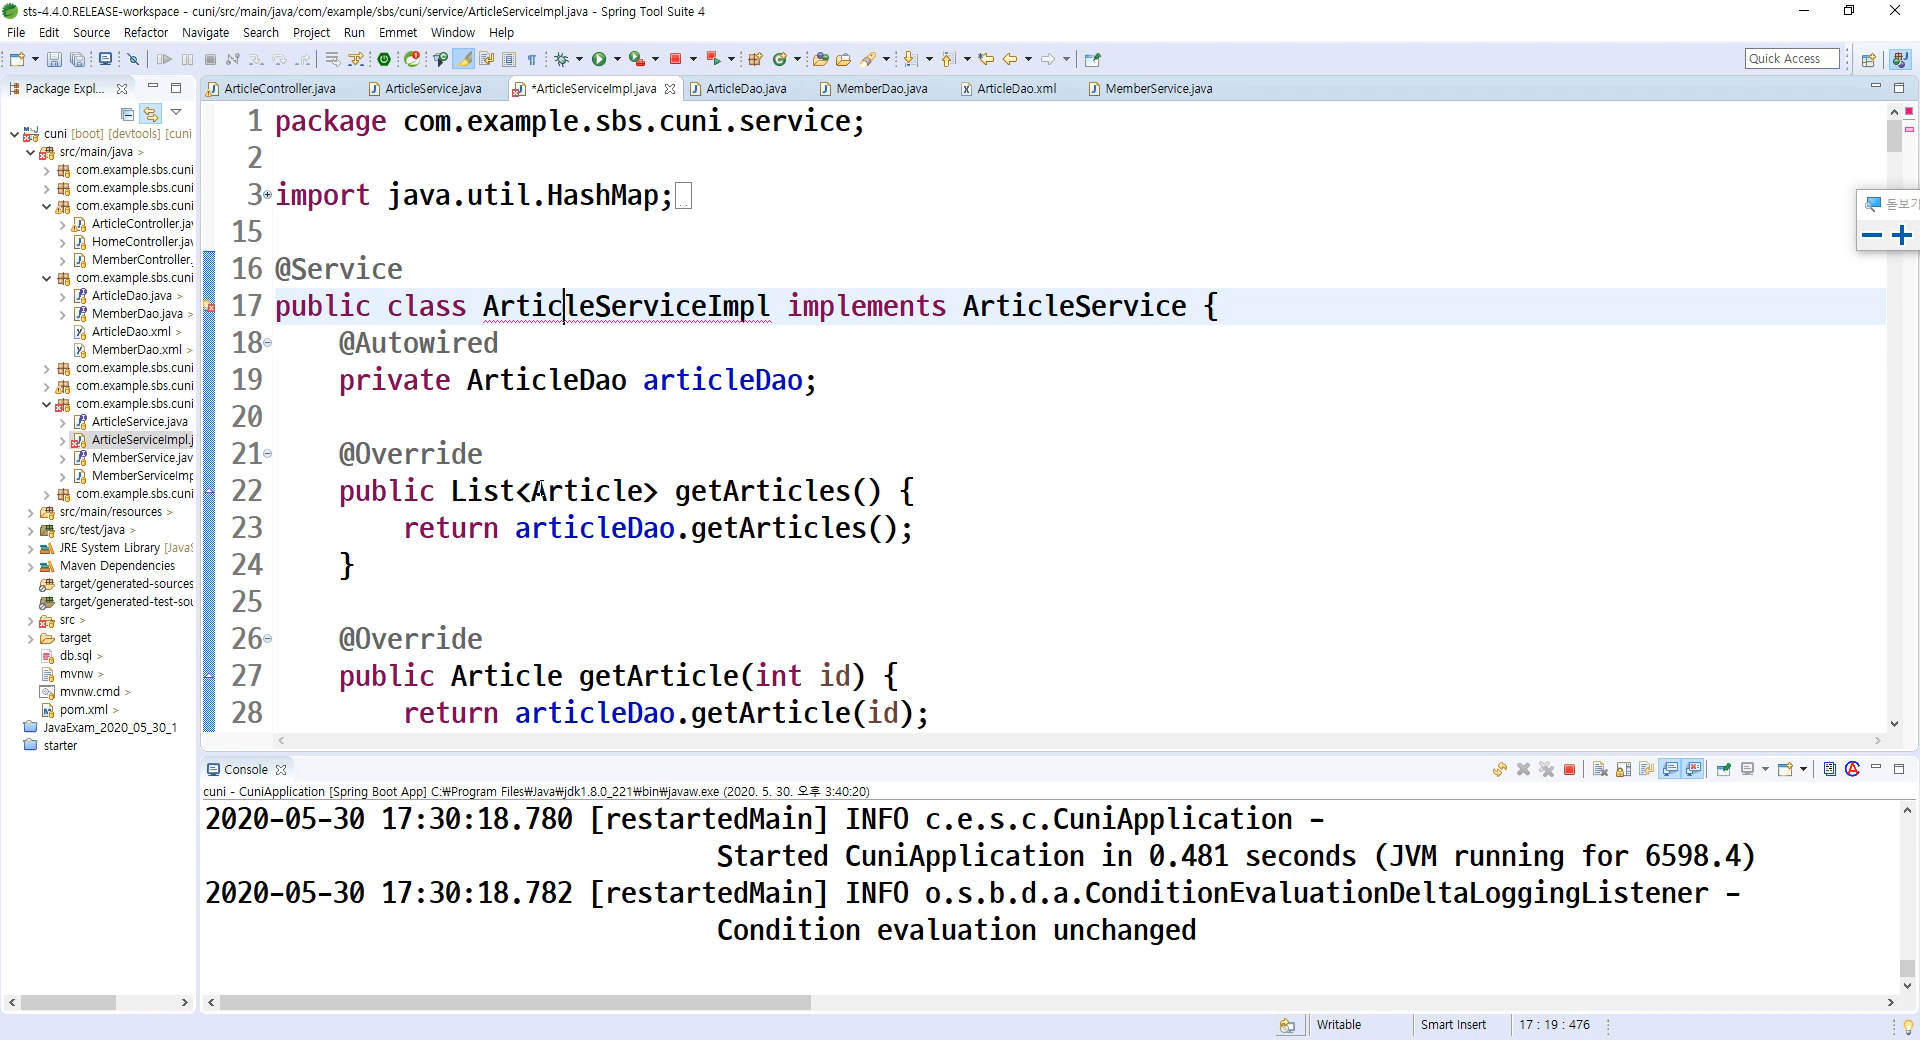 sts-4.4.0.RELEASE-workspace - cuni/src/main/java/com/example/sbs/cuni/service/ArticleServiceImpl.java - Spring Tool Suite 4
File Edit Source Refactor Navigate Search Project Run Emmet Window Help
Quick Access
Package Expl...
ArticleController.java ArticleService.java *ArticleServiceImpl.java ArticleDao.java MemberDao.java ArticleDao.xml MemberService.java
cuni [boot] [devtools] [cuni
src/main/java >
com.example.sbs.cuni
com.example.sbs.cuni
com.example.sbs.cuni
ArticleController.jav
HomeController.jav
MemberController.
com.example.sbs.cuni
ArticleDao.java >
MemberDao.java >
ArticleDao.xml >
MemberDao.xml >
com.example.sbs.cuni
com.example.sbs.cuni
com.example.sbs.cuni
ArticleService.java
ArticleServiceImpl.j
MemberService.jav
MemberServiceImp
com.example.sbs.cuni
src/main/resources >
src/test/java >
JRE System Library [JavaS
Maven Dependencies
target/generated-sources
target/generated-test-sou
src >
target
db.sql >
mvnw >
mvnw.cmd >
pom.xml >
JavaExam_2020_05_30_1
starter
1 package com.example.sbs.cuni.service;
2
3 import java.util.HashMap;
15
16 @Service
17 public class ArticleServiceImpl implements ArticleService {
18 @Autowired
19 private ArticleDao articleDao;
20
21 @Override
22 public List<Article> getArticles() {
23 return articleDao.getArticles();
24 }
25
26 @Override
27 public Article getArticle(int id) {
28 return articleDao.getArticle(id);
돋보기
Console
cuni - CuniApplication [Spring Boot App] C:₩Program Files₩Java₩jdk1.8.0_221₩bin₩javaw.exe (2020. 5. 30. 오후 3:40:20)
2020-05-30 17:30:18.780 [restartedMain] INFO c.e.s.c.CuniApplication -
Started CuniApplication in 0.481 seconds (JVM running for 6598.4)
2020-05-30 17:30:18.782 [restartedMain] INFO o.s.b.d.a.ConditionEvaluationDeltaLoggingListener -
Condition evaluation unchanged
Writable Smart Insert 17 : 19 : 476